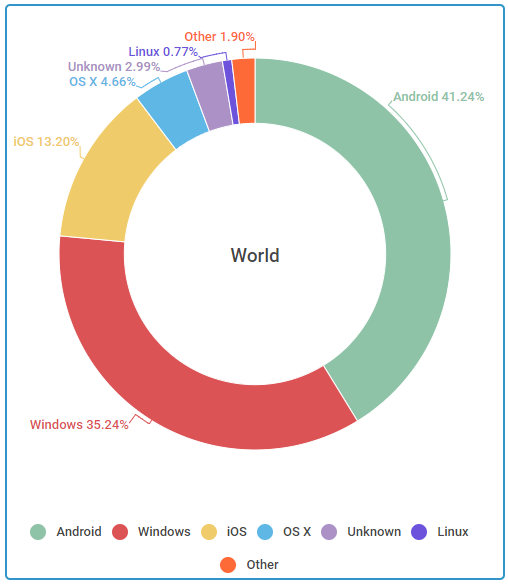 Other 1.90%
Linux 0.77%
Unknown 2.99%
OS X 4.66%
Android 41.24%
iOS 13.20%
World
Windows 35.24%
Android Windows iOS OS X Unknown Linux
Other